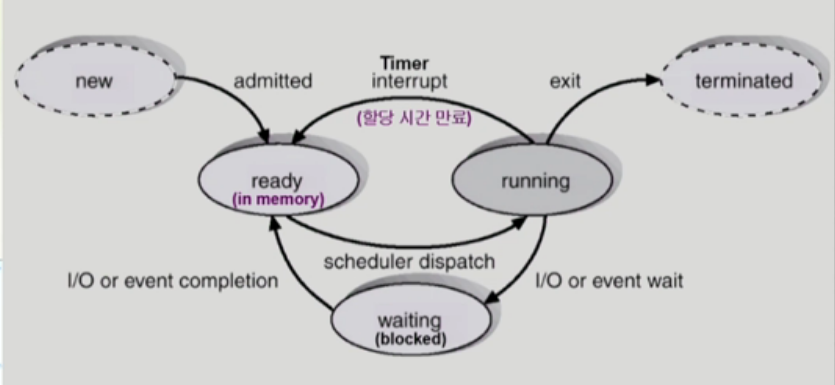 new
admitted
Timer
interrupt
(할당 시간 만료)
exit
terminated
ready
(in memory)
running
scheduler dispatch
I/O or event completion
I/O or event wait
waiting
(blocked)